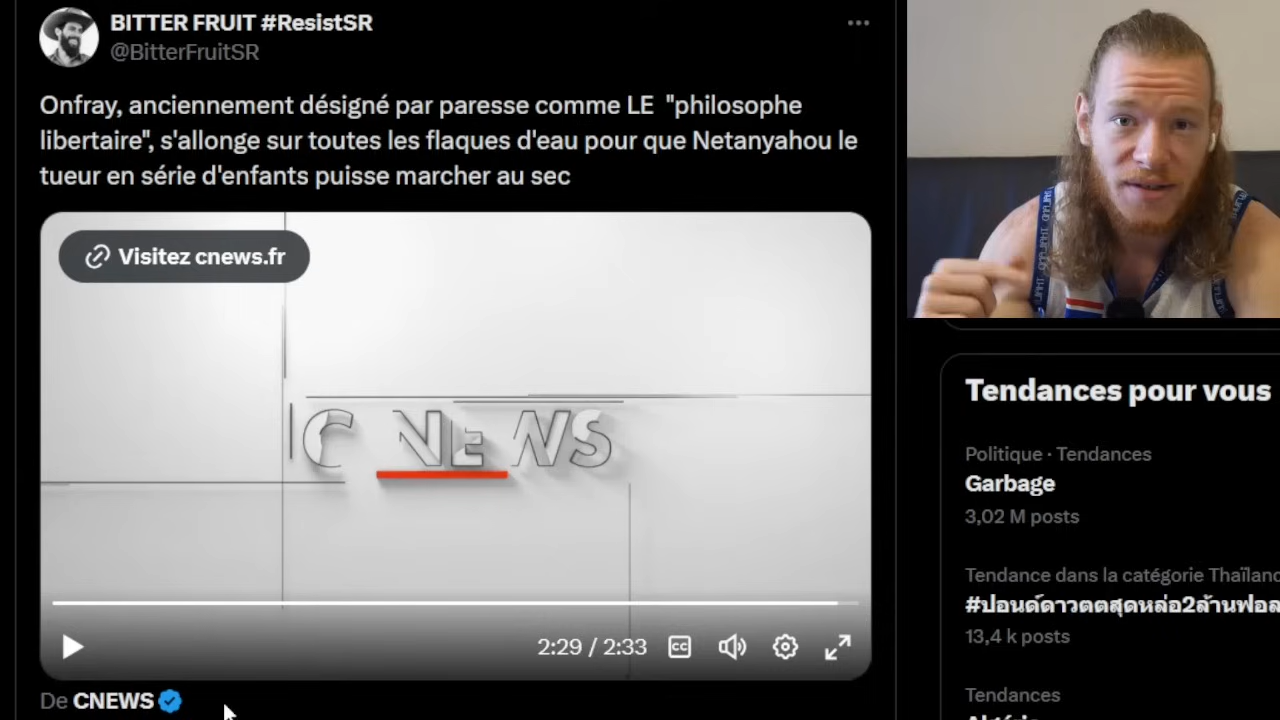 BITTER FRUIT #ResistSR
@BitterFruitSR
Onfray, anciennement désigné par paresse comme LE "philosophe
libertaire", s'allonge sur toutes les flaques d'eau pour que Netanyahou le
tueur en série d'enfants puisse marcher au sec
Visitez cnews.fr
CNEWS
2:29 / 2:33
CC
De CNEWS
Tendances pour vous
Politique · Tendances
Garbage
3,02 M posts
Tendance dans la catégorie
#ปอนด์ดาวตตสุดหล่อ2ล้านฟอล
13,4 k posts
Tendances